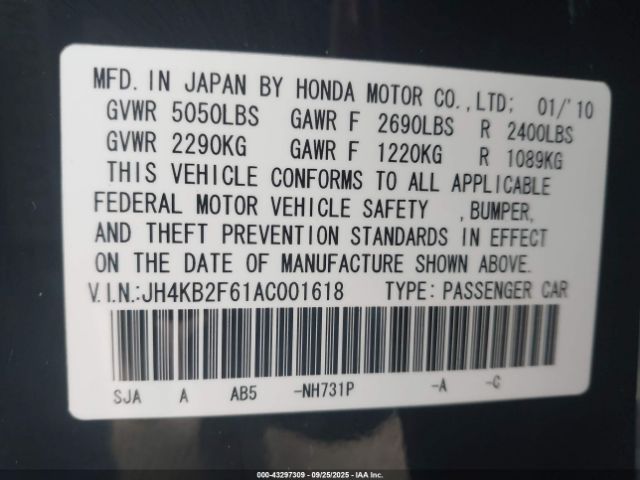 MFD. IN JAPAN BY HONDA MOTOR CO., LTD; 01/'10
GVWR 5050LBS GAWR F 2690LBS R 2400LBS
GVWR 2290KG GAWR F 1220KG R 1089KG
THIS VEHICLE CONFORMS TO ALL APPLICABLE
FEDERAL MOTOR VEHICLE SAFETY , BUMPER,
AND THEFT PREVENTION STANDARDS IN EFFECT
ON THE DATE OF MANUFACTURE SHOWN ABOVE.
V.I.N.:JH4KB2F61AC001618 TYPE: PASSENGER CAR
SJA A AB5 -NH731P -A -C
000-43297309 - 09/25/2025 - IAA Inc.